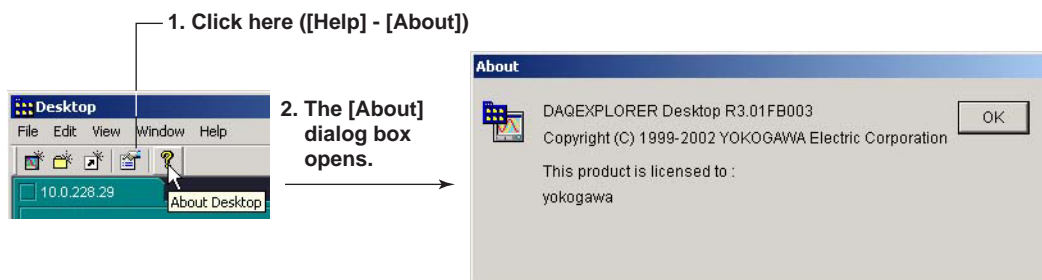 1. Click here ([Help] - [About])
Desktop
File Edit View Window Help
10.0.228.29
About Desktop
2. The [About]
dialog box
opens.
About
DAQEXPLORER Desktop R3.01FB003
Copyright (C) 1999-2002 YOKOGAWA Electric Corporation
This product is licensed to :
yokogawa
OK